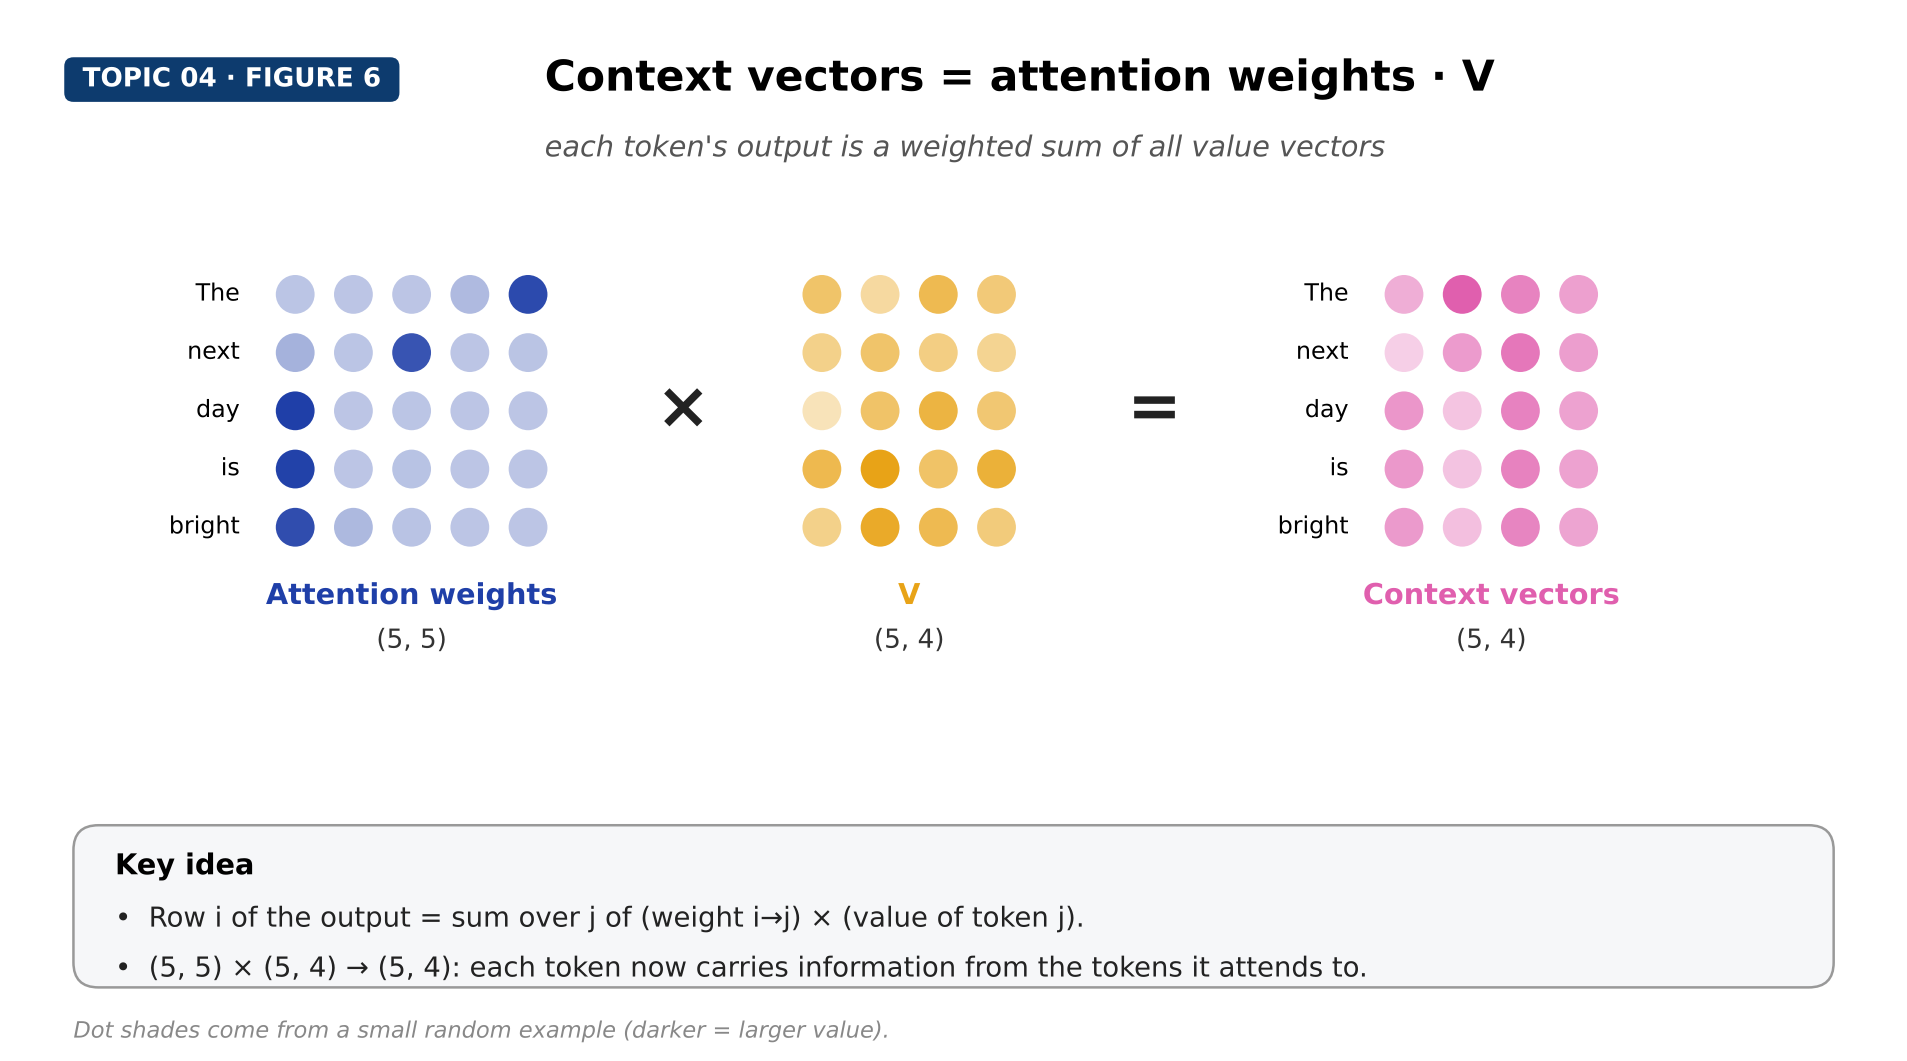 TOPIC 04 · FIGURE 6
Context vectors = attention weights · V
each token's output is a weighted sum of all value vectors
The
next
day
is
bright
Attention weights
(5, 5)
×
V
(5, 4)
=
The
next
day
is
bright
Context vectors
(5, 4)
Key idea
• Row i of the output = sum over j of (weight i→j) × (value of token j).
• (5, 5) × (5, 4) → (5, 4): each token now carries information from the tokens it attends to.
Dot shades come from a small random example (darker = larger value).